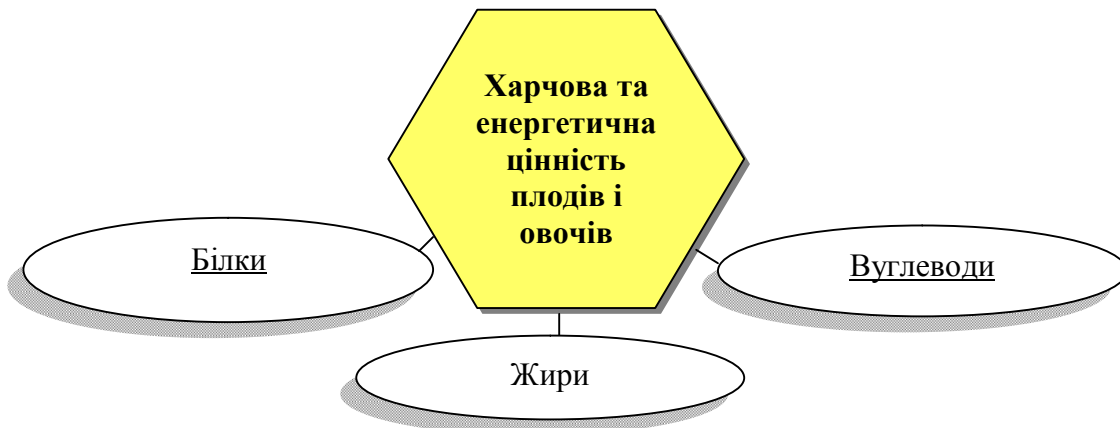 Харчова та
енергетична
цінність
плодів і
овочів
Білки
Вуглеводи
Жири